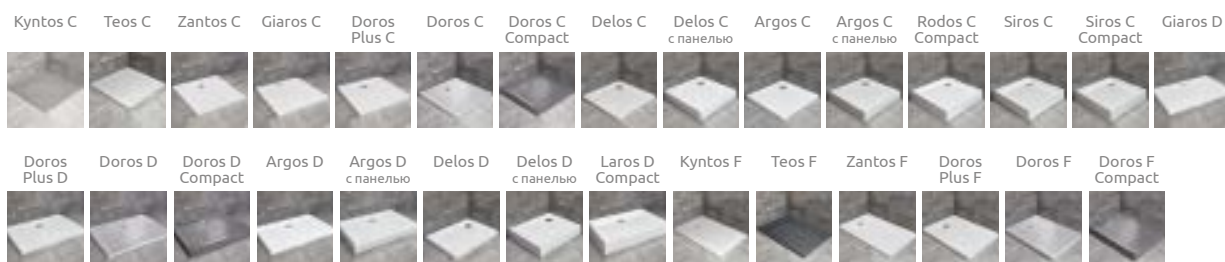 Kyntos C
Teos C
Zantos C
Giaros C
Doros
Plus C
Doros C
Doros C
Compact
Delos C
Delos C
с панелью
Argos C
Argos C
с панелью
Rodos C
Compact
Siros C
Siros C
Compact
Giaros D
Doros
Plus D
Doros D
Doros D
Compact
Argos D
Argos D
с панелью
Delos D
Delos D
с панелью
Laros D
Compact
Kyntos F
Teos F
Zantos F
Doros
Plus F
Doros F
Doros F
Compact